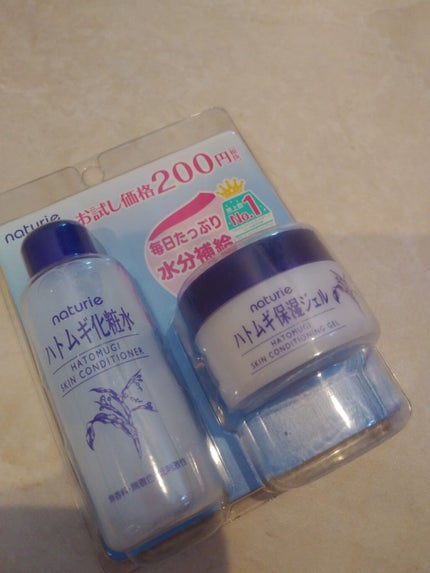 naturie
お試し価格200円
No.1
毎日たっぷり
水分補給
naturie
ハトムギ化粧水
HATOMUGI
SKIN CONDITIONER
naturie
ハトムギ保湿ジェル
HATOMUGI
SKIN CONDITIONING GEL